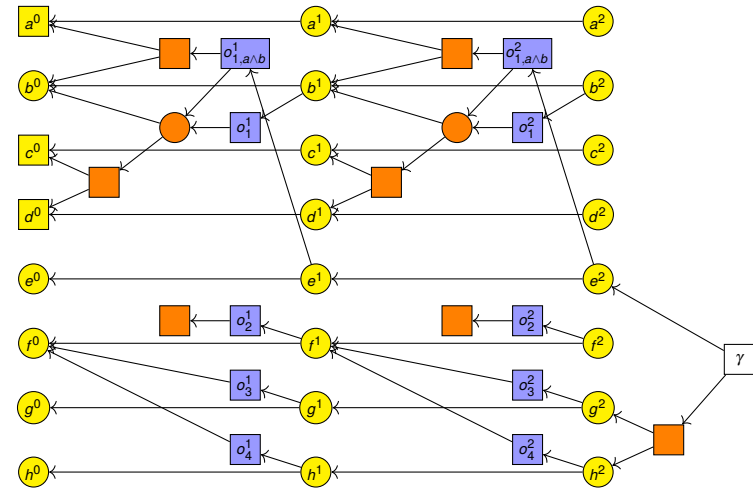 a⁰ a¹ a²
o¹₁,ₐ∧b o²₁,ₐ∧b
b⁰ b¹ b²
o¹₁ o²₁
c⁰ c¹ c²
d⁰ d¹ d²
e⁰ e¹ e²
o¹₂ o²₂
f⁰ f¹ f²
γ
o¹₃ o²₃
g⁰ g¹ g²
o¹₄ o²₄
h⁰ h¹ h²